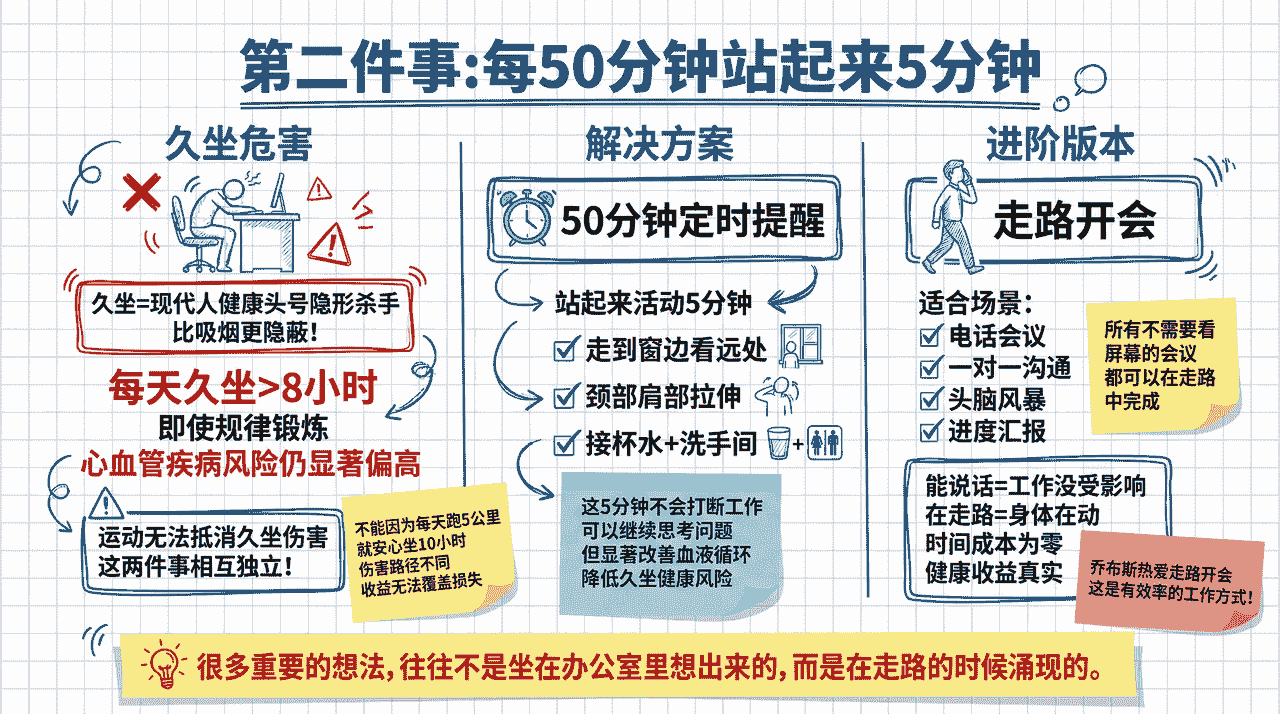 第二件事:每50分钟站起来5分钟
久坐危害
久坐=现代人健康头号隐形杀手
比吸烟更隐蔽！
每天久坐>8小时
即使规律锻炼
心血管疾病风险仍显著偏高
运动无法抵消久坐伤害
这两件事相互独立！
不能因为每天跑5公里
就安心坐10小时
伤害路径不同
收益无法覆盖损失
解决方案
50分钟定时提醒
站起来活动5分钟
走到窗边看远处
颈部肩部拉伸
接杯水+洗手间
+
这5分钟不会打断工作
可以继续思考问题
但显著改善血液循环
降低久坐健康风险
进阶版本
走路开会
适合场景：
电话会议
一对一沟通
头脑风暴
进度汇报
所有不需要看
屏幕的会议
都可以在走路
中完成
能说话=工作没受影响
在走路=身体在动
时间成本为零
健康收益真实
乔布斯热爱走路开会
这是有效率的工作方式！
很多重要的想法，往往不是坐在办公室里想出来的，而是在走路的时候涌现的。